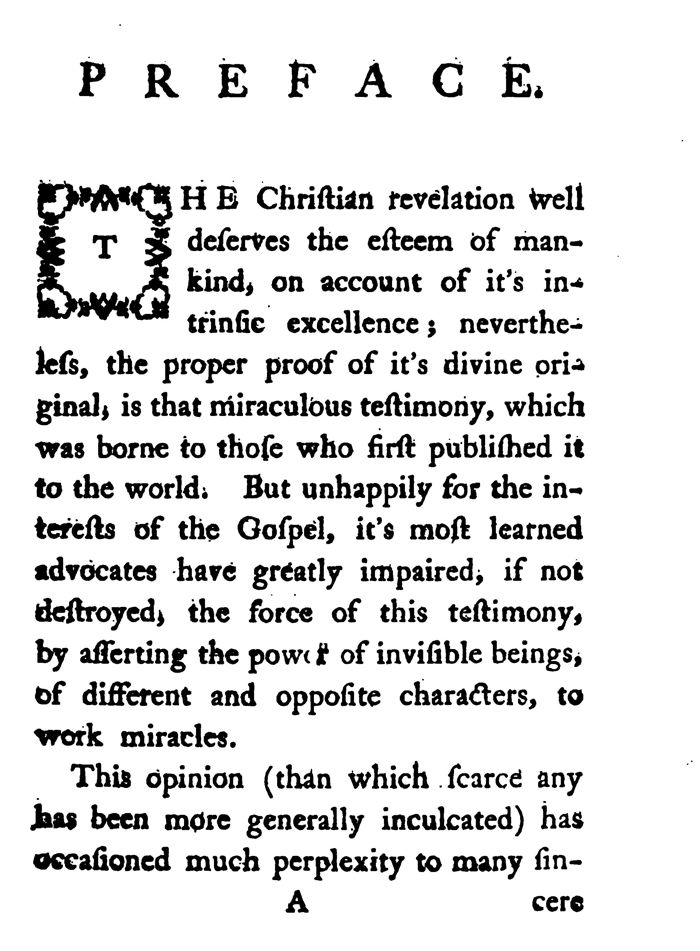 PREFACE.
THE Chriſtian revelation well
deſerves the eſteem of man-
kind, on account of it's in-
trinſic excellence; neverthe-
leſs, the proper proof of it's divine ori-
ginal, is that miraculous teſtimony, which
was borne to thoſe who firſt publiſhed it
to the world. But unhappily for the in-
tereſts of the Goſpel, it's moſt learned
advocates have greatly impaired, if not
deſtroyed, the force of this teſtimony,
by aſſerting the power of inviſible beings,
of different and oppoſite characters, to
work miracles.
This opinion (than which ſcarce any
has been more generally inculcated) has
occaſioned much perplexity to many ſin-
A cere